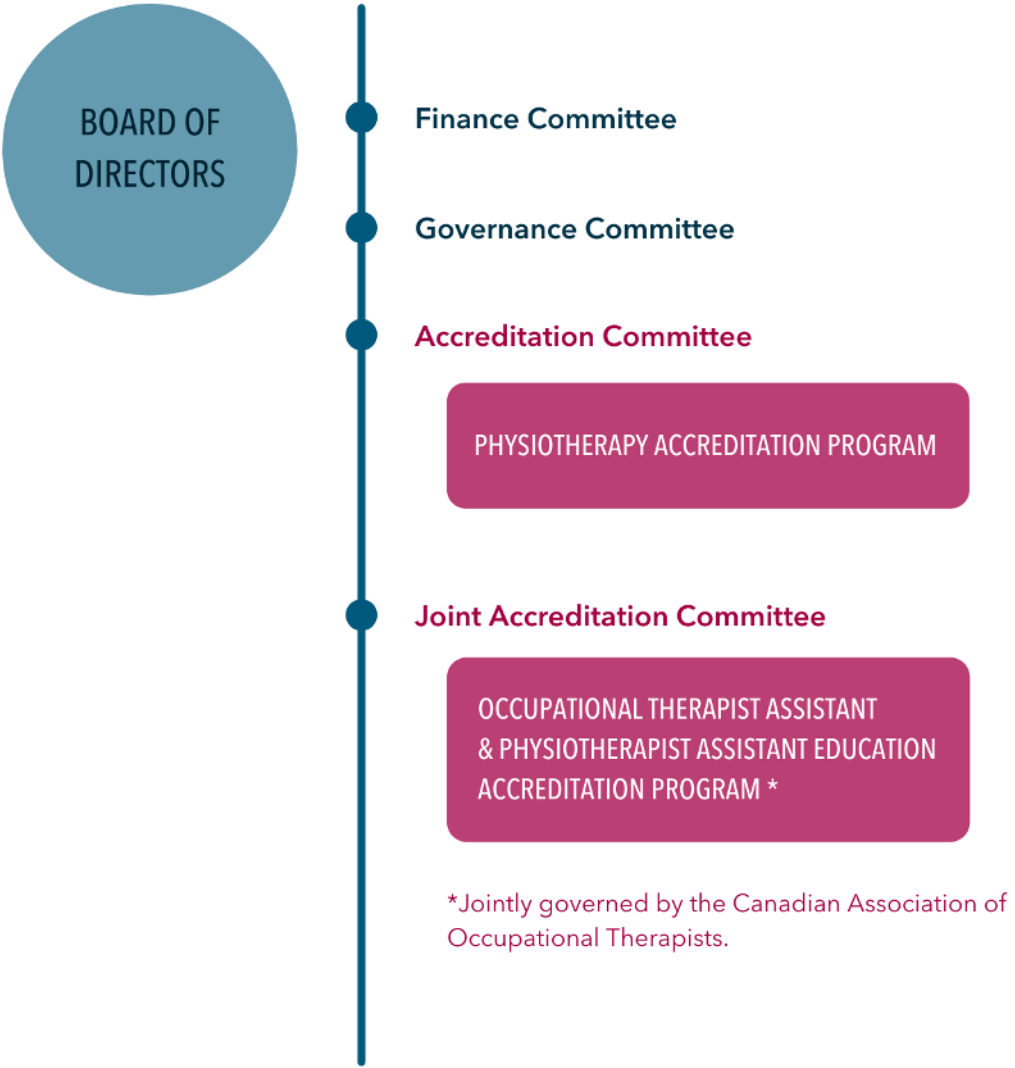 BOARD OF
DIRECTORS
Finance Committee
Governance Committee
Accreditation Committee
PHYSIOTHERAPY ACCREDITATION PROGRAM
Joint Accreditation Committee
OCCUPATIONAL THERAPIST ASSISTANT
& PHYSIOTHERAPIST ASSISTANT EDUCATION
ACCREDITATION PROGRAM *
*Jointly governed by the Canadian Association of
Occupational Therapists.